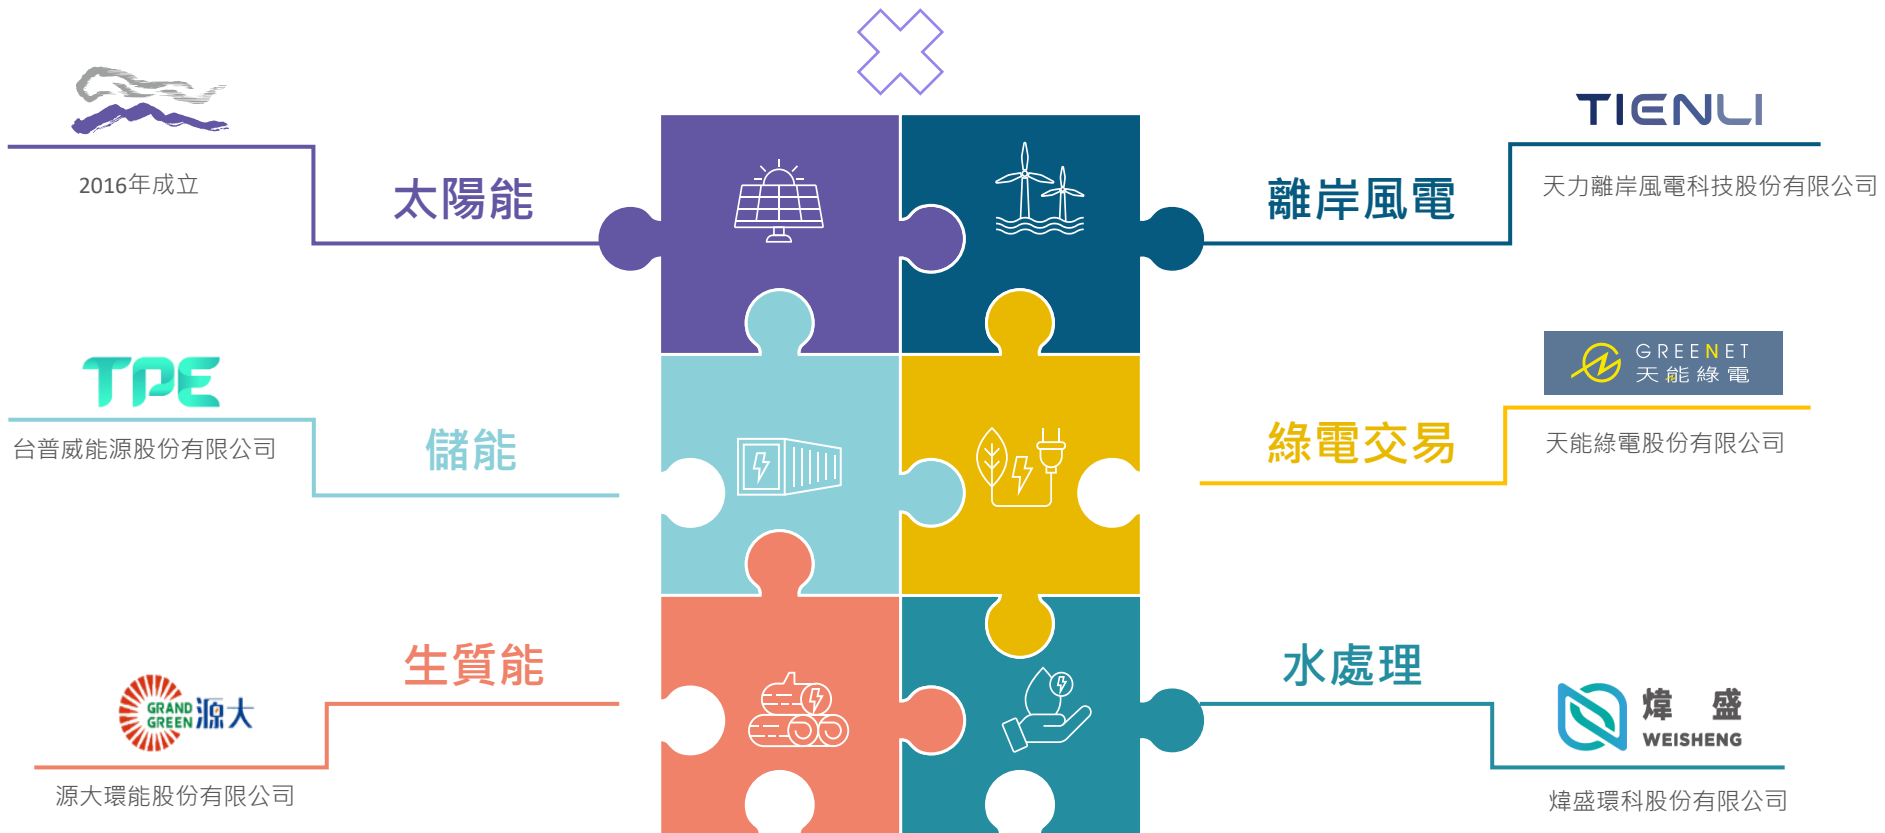 2016年成立
太陽能
離岸風電
TIENLI
天力離岸風電科技股份有限公司
TPE
台普威能源股份有限公司
儲能
綠電交易
GREENET
天能綠電
天能綠電股份有限公司
生質能
GRAND
GREEN
源大
源大環能股份有限公司
水處理
煒盛
WEISHENG
煒盛環科股份有限公司